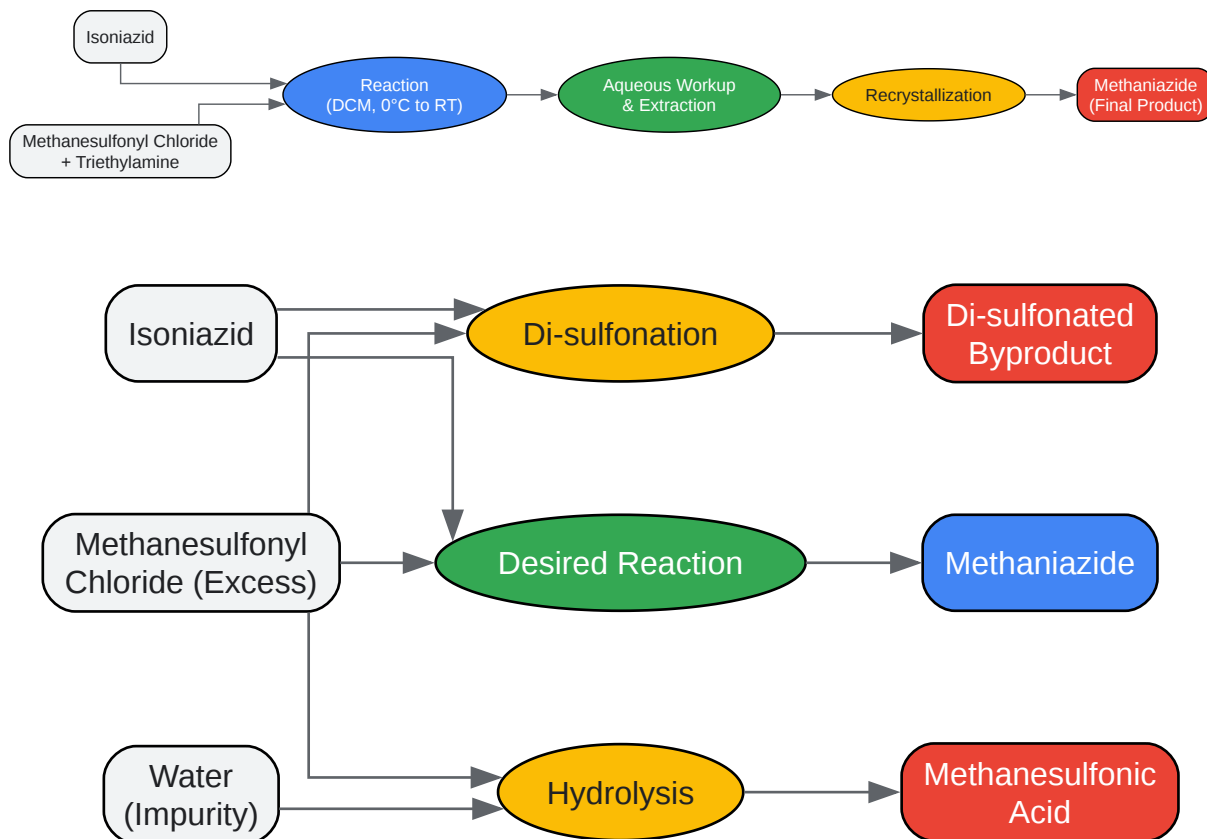 Isoniazid
Methanesulfonyl Chloride
+ Triethylamine
Reaction
(DCM, 0°C to RT)
Aqueous Workup
& Extraction
Recrystallization
Methaniazide
(Final Product)
Isoniazid
Di-sulfonation
Di-sulfonated
Byproduct
Methanesulfonyl
Chloride (Excess)
Desired Reaction
Methaniazide
Water
(Impurity)
Hydrolysis
Methanesulfonic
Acid